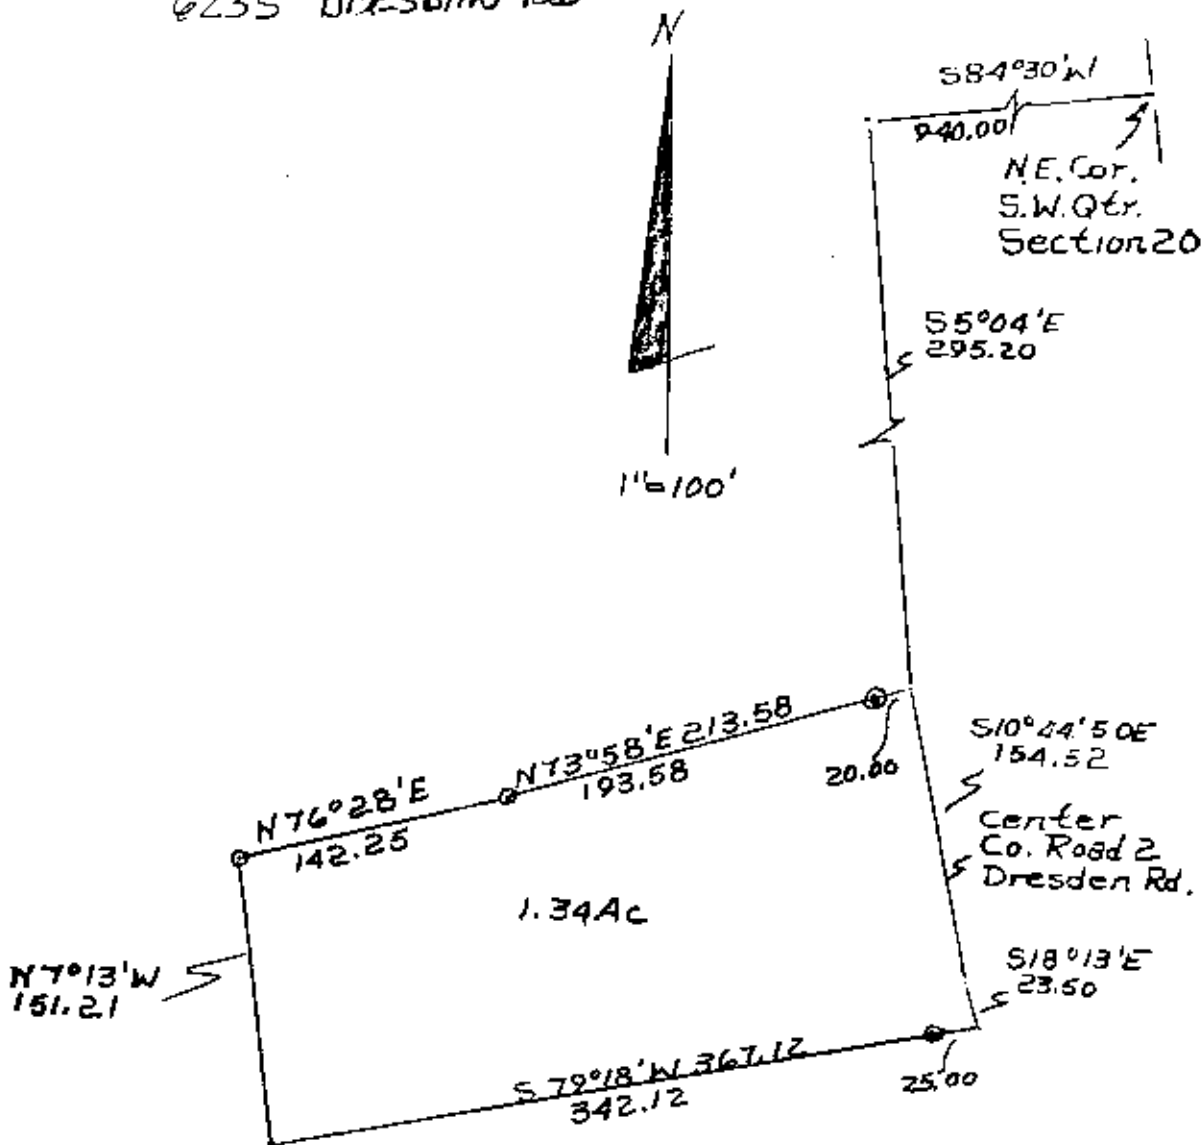 6235
N
S84°30'W
940.00
N.E. Cor.
S.W. Qtr.
Section 20
S5°04'E
295.20
1"=100'
N73°58'E 213.58
193.58
20.00
S10°44'50E
154.52
N76°28'E
142.25
Center
Co. Road 2
Dresden Rd.
1.34Ac
N7°13'W
151.21
S18°13'E
23.50
S79°18'W 367.12
342.12
25.00